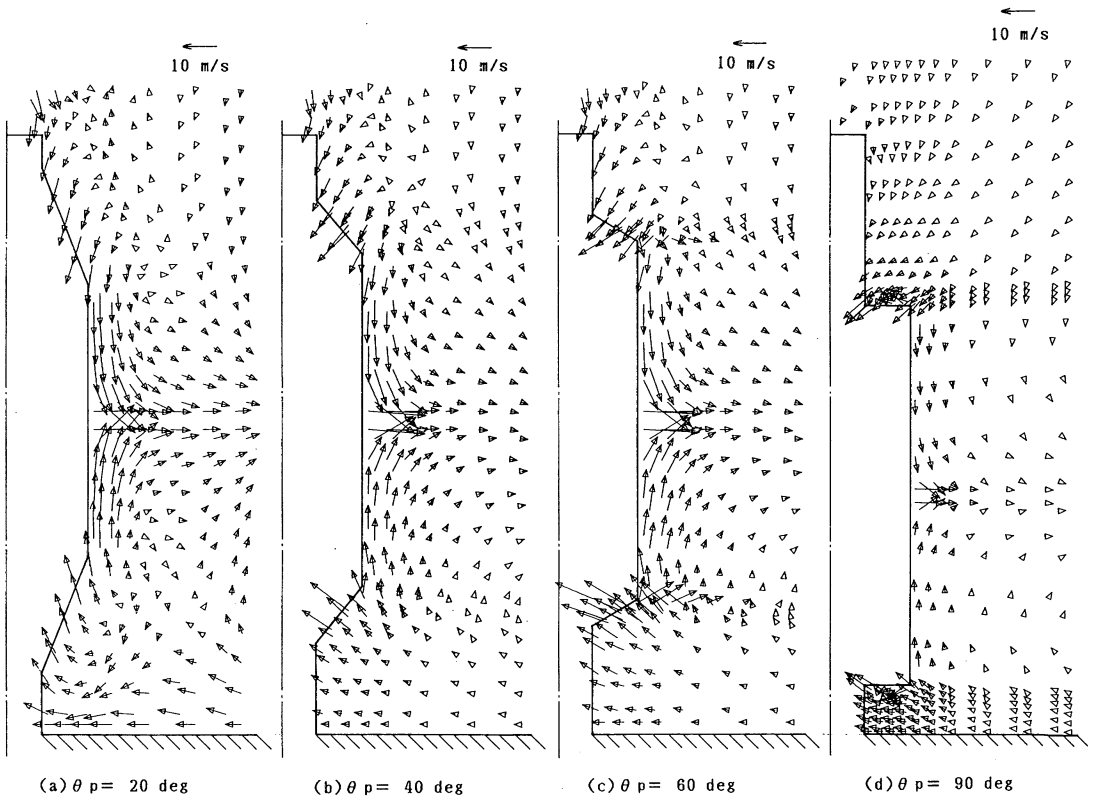 10 m/s
10 m/s
10 m/s
10 m/s
(a) θ p= 20 deg
(b) θ p= 40 deg
(c) θ p= 60 deg
(d) θ p= 90 deg